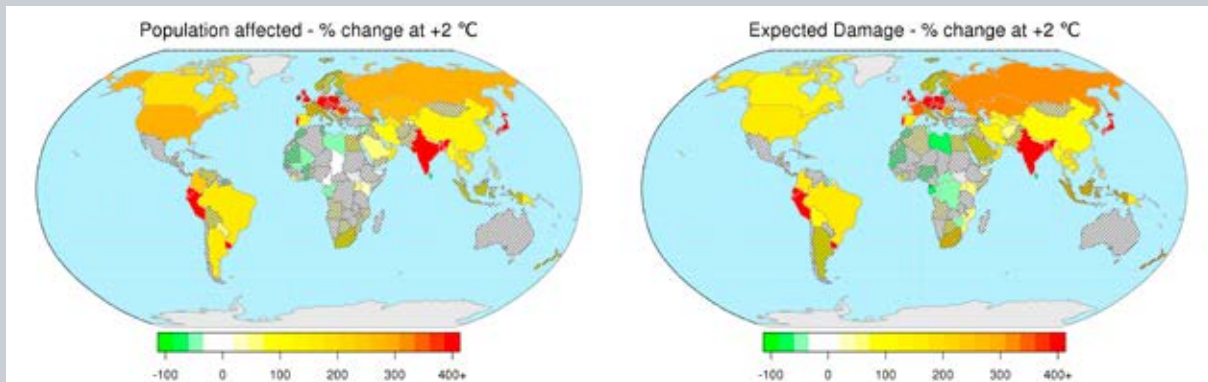 Population affected - % change at +2 ℃
Expected Damage - % change at +2 ℃
-100 0 100 200 300 400+
-100 0 100 200 300 400+